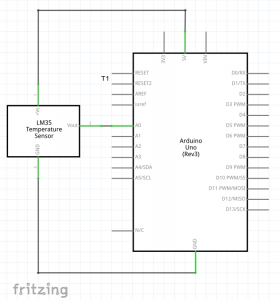 3V3
5V
VIN
T1
RESET
RESET2
AREF
ioref
A0
A1
A2
A3
A4/SDA
A5/SCL
N/C
D0/RX
D1/TX
D2
D3 PWM
D4
D5 PWM
D6 PWM
D7
D8
D9 PWM
D10 PWM/SS
D11 PWM/MOSI
D12/MISO
D13/SCK
GND
Arduino
Uno
(Rev3)
+Vs
LM35
Temperature
Sensor
Vout
GND
fritzing